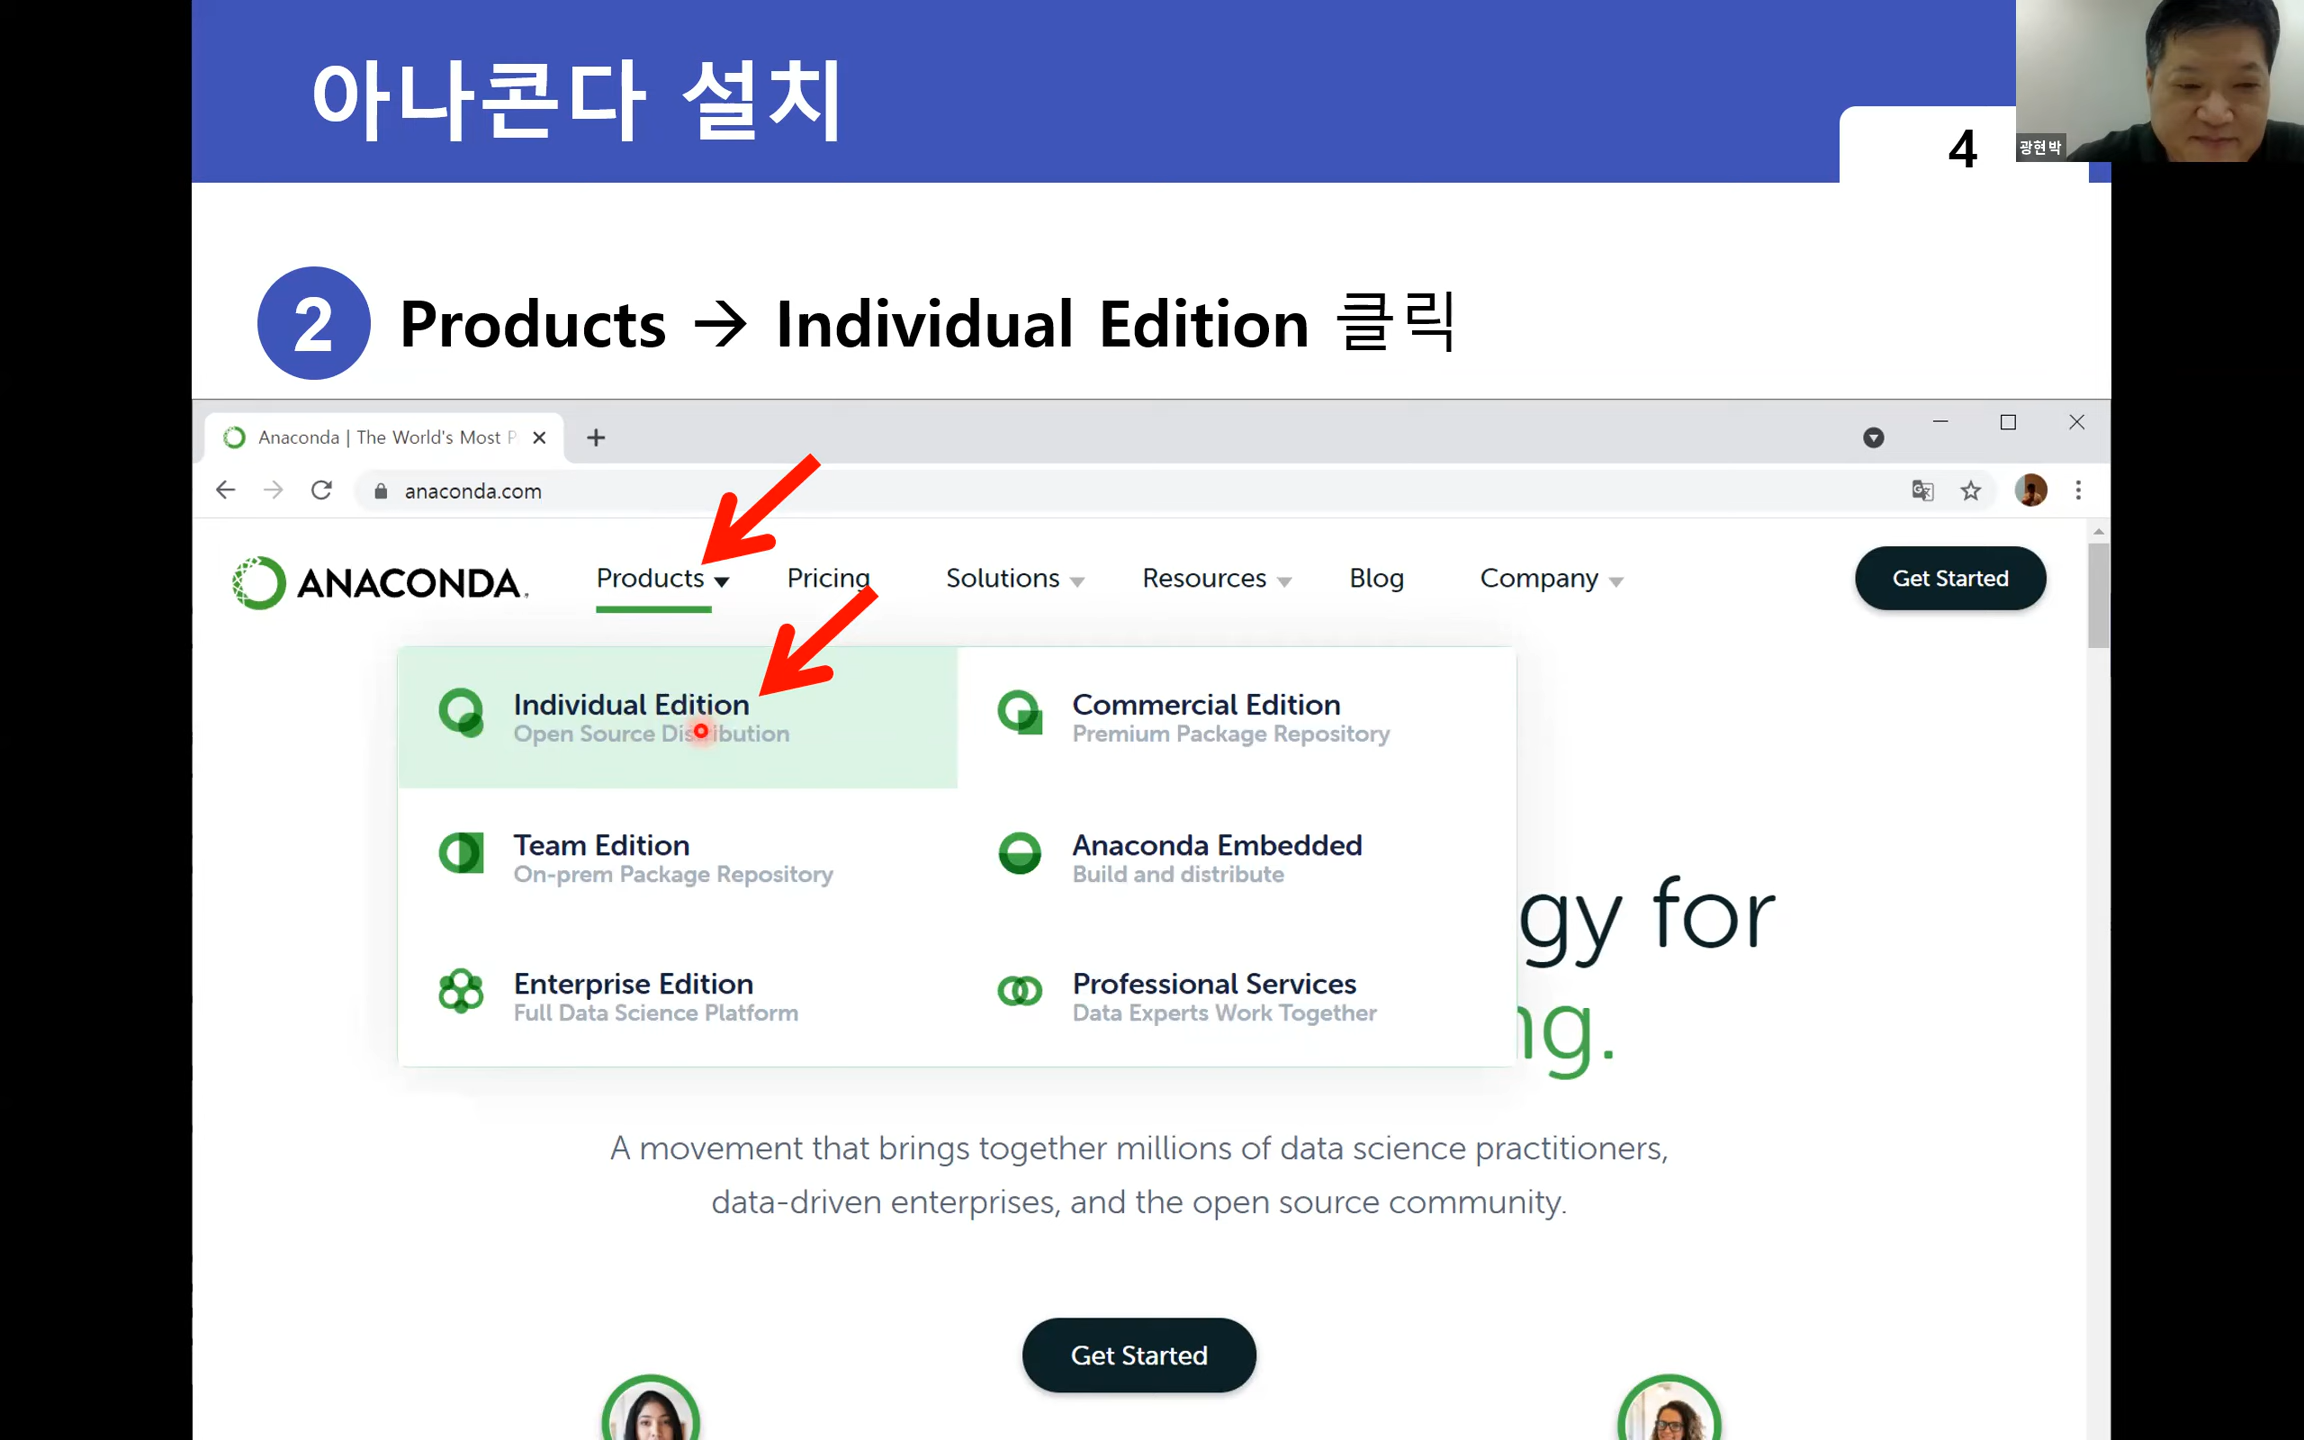 아나콘다 설치
4
광현박
2 Products → Individual Edition 클릭
Anaconda | The World's Most P
anaconda.com
ANACONDA.
Products Pricing Solutions Resources Blog Company Get Started
Individual Edition
Open Source Distribution
Commercial Edition
Premium Package Repository
Team Edition
On-prem Package Repository
Anaconda Embedded
Build and distribute
Enterprise Edition
Full Data Science Platform
Professional Services
Data Experts Work Together
gy for
ng.
A movement that brings together millions of data science practitioners,
data-driven enterprises, and the open source community.
Get Started